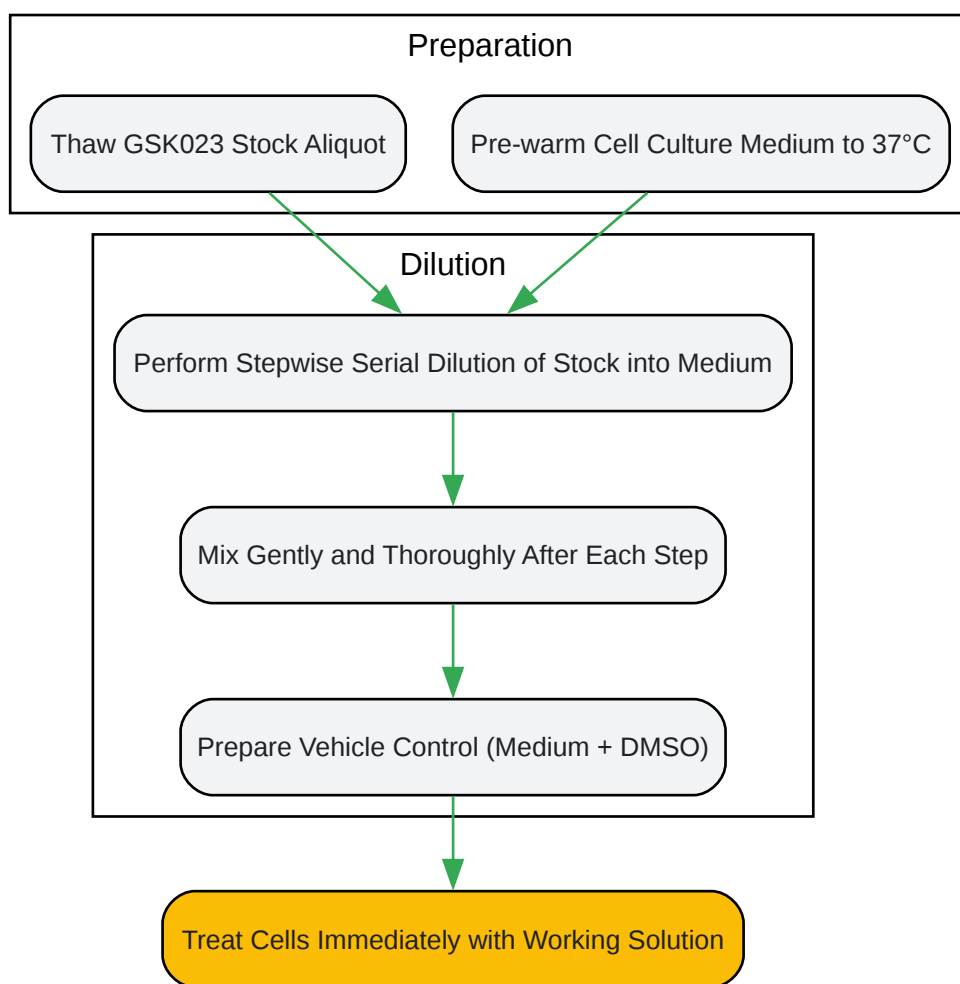 Preparation
Thaw GSK023 Stock Aliquot
Pre-warm Cell Culture Medium to 37°C
Dilution
Perform Stepwise Serial Dilution of Stock into Medium
Mix Gently and Thoroughly After Each Step
Prepare Vehicle Control (Medium + DMSO)
Treat Cells Immediately with Working Solution